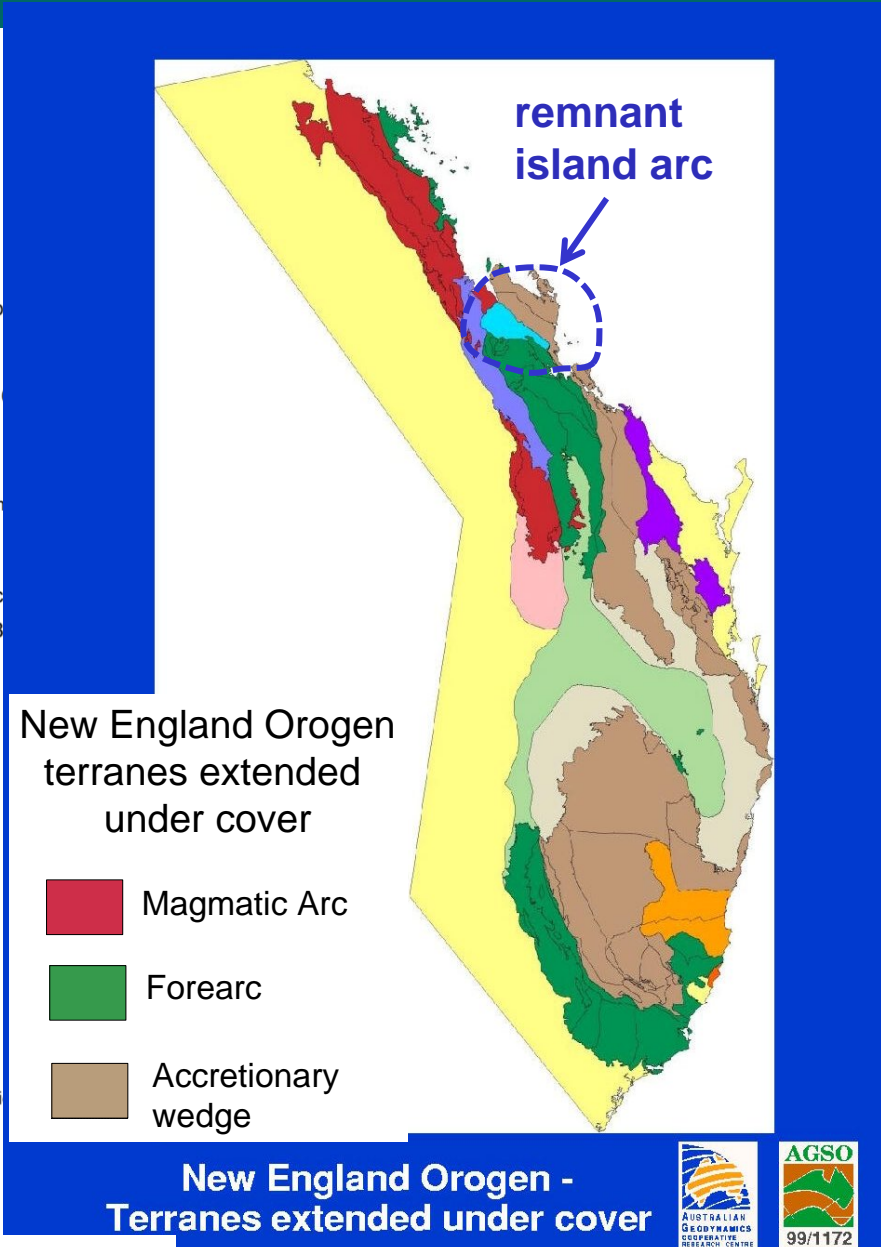 remnant
island arc
New England Orogen
terranes extended
under cover
Magmatic Arc
Forearc
Accretionary
wedge
New England Orogen -
Terranes extended under cover
AUSTRALIAN
GEODYNAMICS
COOPERATIVE
RESEARCH CENTRE
AGSO
99/1172